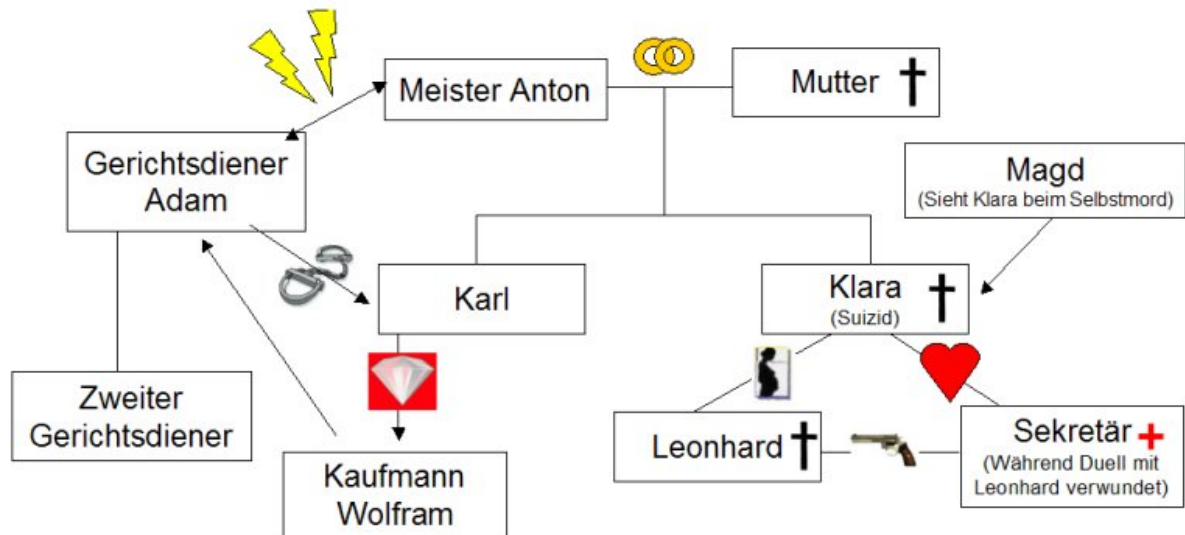 Meister Anton
Mutter
Gerichtsdiener
Adam
Magd
(Sieht Klara beim Selbstmord)
Karl
Klara
(Suizid)
Zweiter
Gerichtsdiener
Kaufmann
Wolfram
Leonhard
Sekretär
(Während Duell mit
Leonhard verwundet)